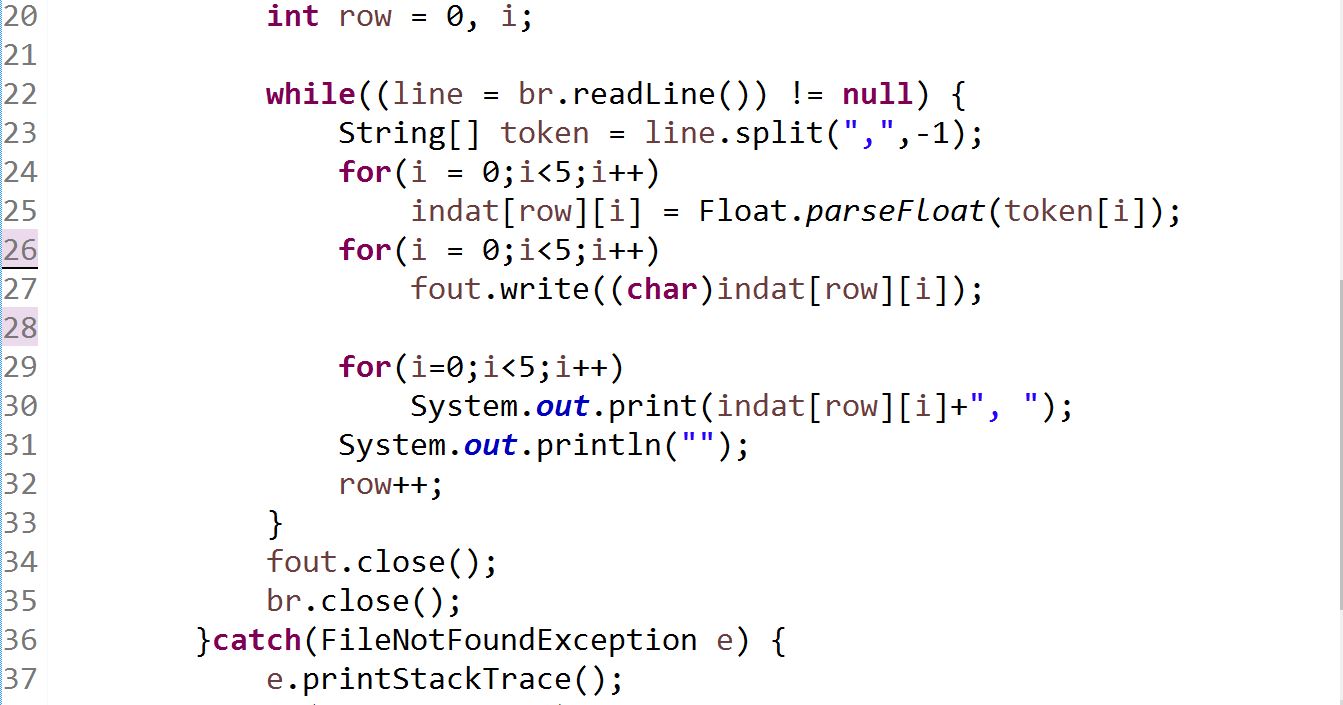 20 int row = 0, i;
21
22 while((line = br.readLine()) != null) {
23 String[] token = line.split(",",-1);
24 for(i = 0;i<5;i++)
25 indat[row][i] = Float.parseFloat(token[i]);
26 for(i = 0;i<5;i++)
27 fout.write((char)indat[row][i]);
28
29 for(i=0;i<5;i++)
30 System.out.print(indat[row][i]+", ");
31 System.out.println("");
32 row++;
33 }
34 fout.close();
35 br.close();
36 }catch(FileNotFoundException e) {
37 e.printStackTrace();